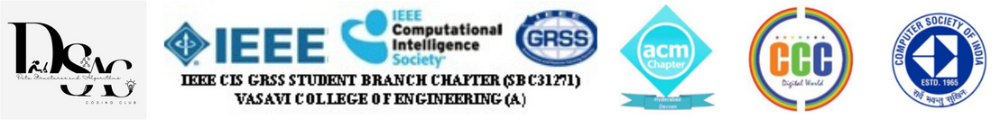 DSAC
Data Structures and Algorithms
CODING CLUB
IEEE
IEEE
Computational
Intelligence
Society
GRSS
IEEE CIS GRSS STUDENT BRANCH CHAPTER (SBC31271)
VASAVI COLLEGE OF ENGINEERING (A)
acm
Chapter
Hyderabad
Deccan
CCC
Digital World
COMPUTER SOCIETY OF INDIA
ESTD. 1965
सर्वे भवन्तु सुखिनः